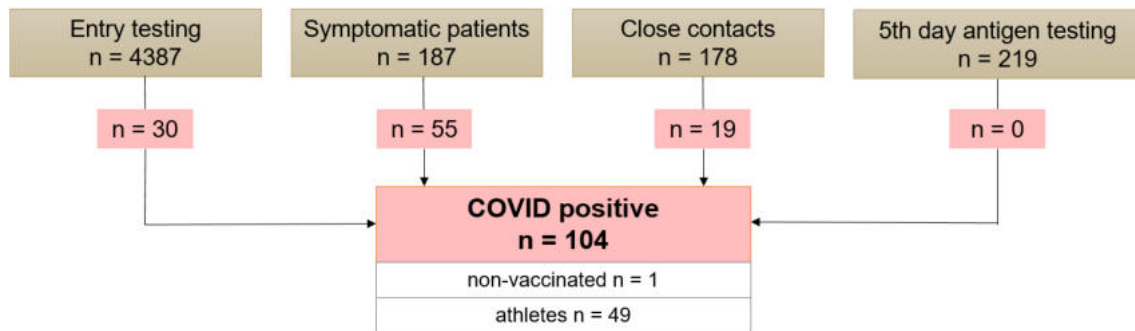 Entry testing
n = 4387
Symptomatic patients
n = 187
Close contacts
n = 178
5th day antigen testing
n = 219
n = 30
n = 55
n = 19
n = 0
COVID positive
n = 104
non-vaccinated n = 1
athletes n = 49